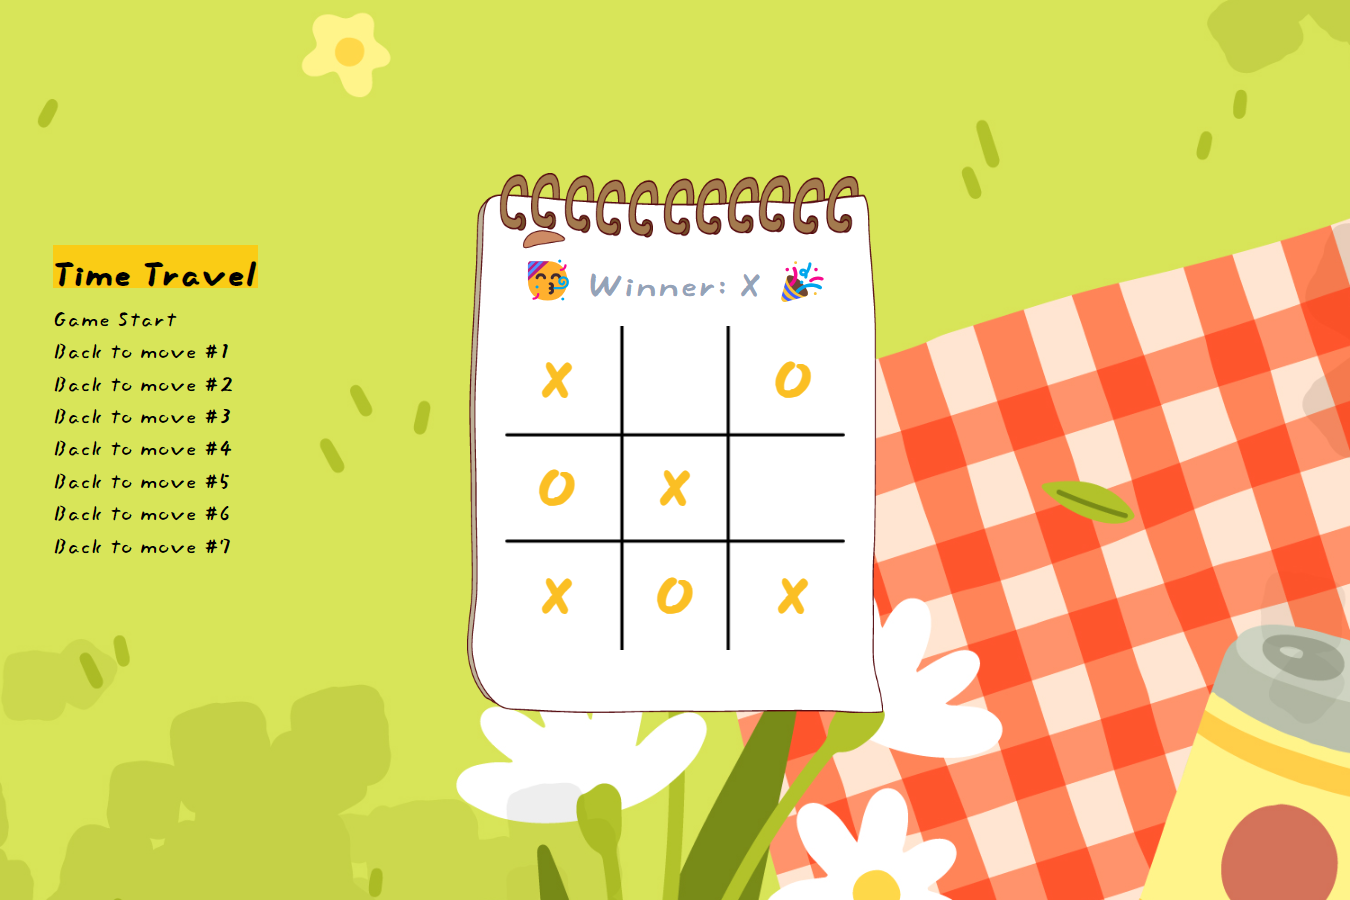 Time Travel
Game Start
Back to move #1
Back to move #2
Back to move #3
Back to move #4
Back to move #5
Back to move #6
Back to move #7
🥳 Winner: X 🎉
X O
O X
X O X